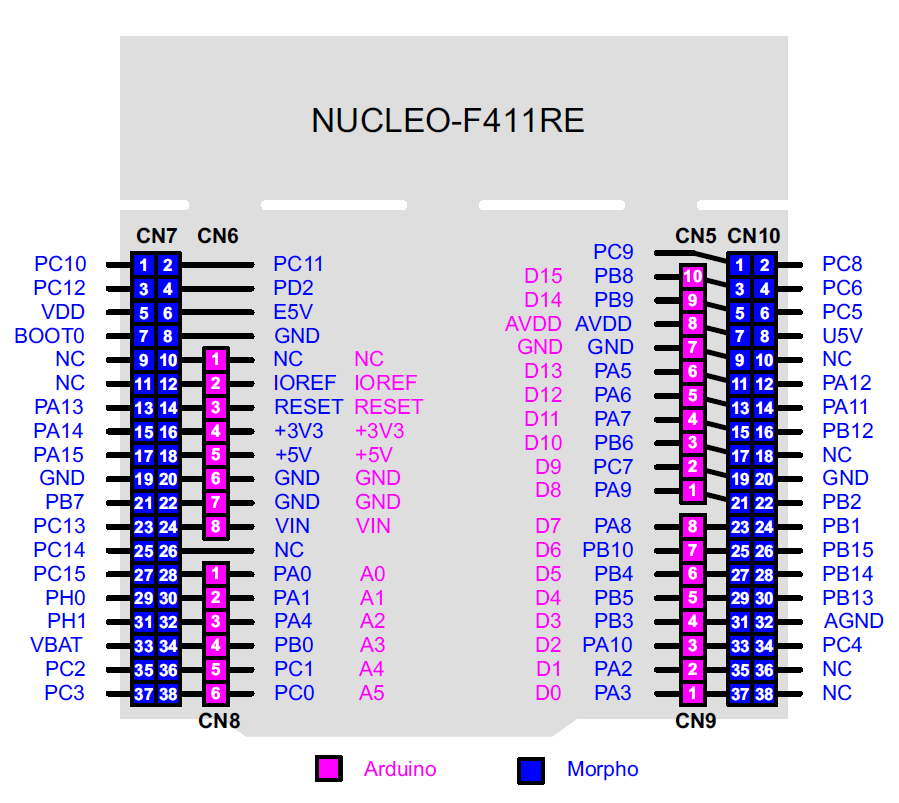 NUCLEO-F411RE
CN7 CN6 CN5 CN10
PC9
PC10 1 2 PC11 1 2 PC8
D15 PB8 10
PC12 3 4 PD2 3 4 PC6
D14 PB9 9
VDD 5 6 E5V 5 6 PC5
AVDD AVDD 8
BOOT0 7 8 GND 7 8 U5V
GND GND 7
NC 9 10 1 NC NC 9 10 NC
D13 PA5 6
NC 11 12 2 IOREF IOREF 11 12 PA12
D12 PA6 5
PA13 13 14 3 RESET RESET 13 14 PA11
D11 PA7 4
PA14 15 16 4 +3V3 +3V3 15 16 PB12
D10 PB6 3
PA15 17 18 5 +5V +5V 17 18 NC
D9 PC7 2
GND 19 20 6 GND GND 19 20 GND
D8 PA9 1
PB7 21 22 7 GND GND 21 22 PB2
PC13 23 24 8 VIN VIN D7 PA8 8 23 24 PB1
PC14 25 26 NC D6 PB10 7 25 26 PB15
PC15 27 28 1 PA0 A0 D5 PB4 6 27 28 PB14
PH0 29 30 2 PA1 A1 D4 PB5 5 29 30 PB13
PH1 31 32 3 PA4 A2 D3 PB3 4 31 32 AGND
VBAT 33 34 4 PB0 A3 D2 PA10 3 33 34 PC4
PC2 35 36 5 PC1 A4 D1 PA2 2 35 36 NC
PC3 37 38 6 PC0 A5 D0 PA3 1 37 38 NC
CN8 CN9
Arduino Morpho